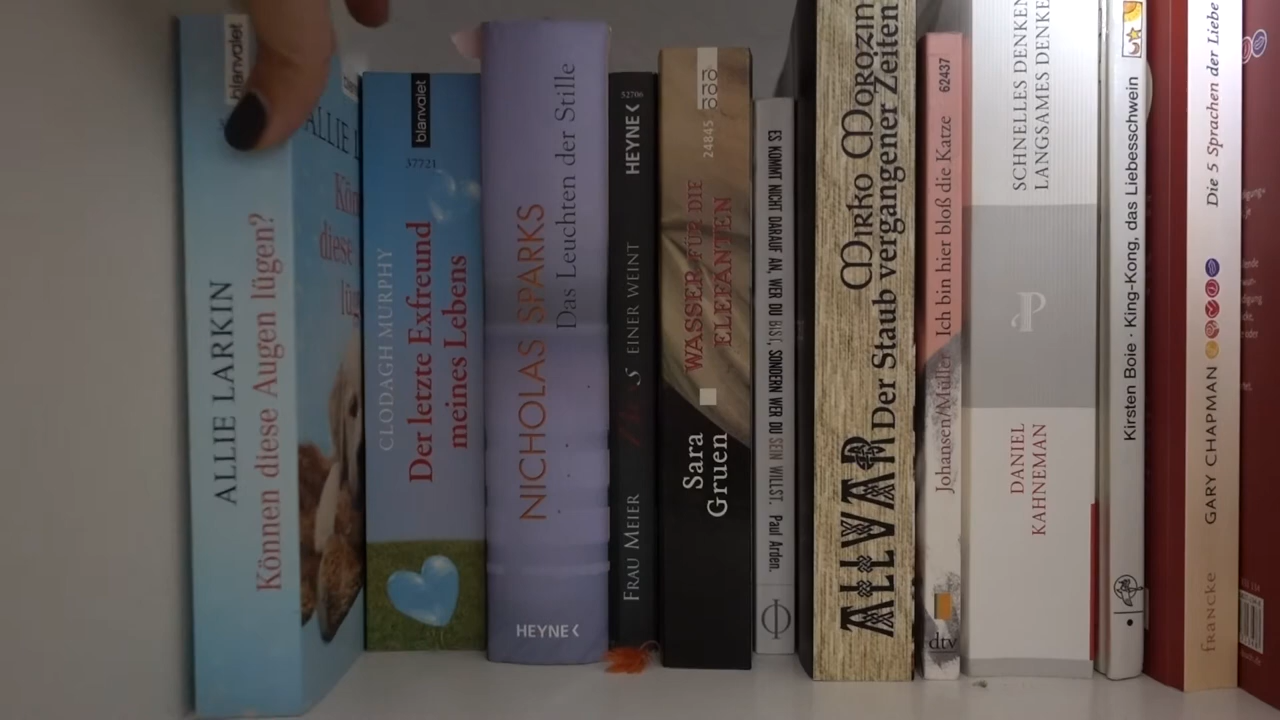 blanvalet
ALLIE LARKIN
Können diese Augen lügen?
ALLIE
diese
blanvalet
37721
CLODAGH MURPHY
Der letzte Exfreund
meines Lebens
NICHOLAS SPARKS
Das Leuchten der Stille
HEYNE
52706
HEYNE
FRAU MEIER
EINER WEINT
24845
WASSER FÜR DIE
ELEFANTEN
Sara
Gruen
ES KOMMT NICHT DARAUF AN, WER DU BIST, SONDERN WER DU SEIN WILLST. Paul Arden.
Mirko Morozin
ALLWAR Der Staub vergangener Zeiten
62437
Johansen/Müller Ich bin hier bloß die Katze
dtv
SCHNELLES DENKEN
LANGSAMES DENKE
P
DANIEL
KAHNEMAN
Kirsten Boie · King-Kong, das Liebesschwein
Die 5 Sprachen der Liebe
GARY CHAPMAN
francke